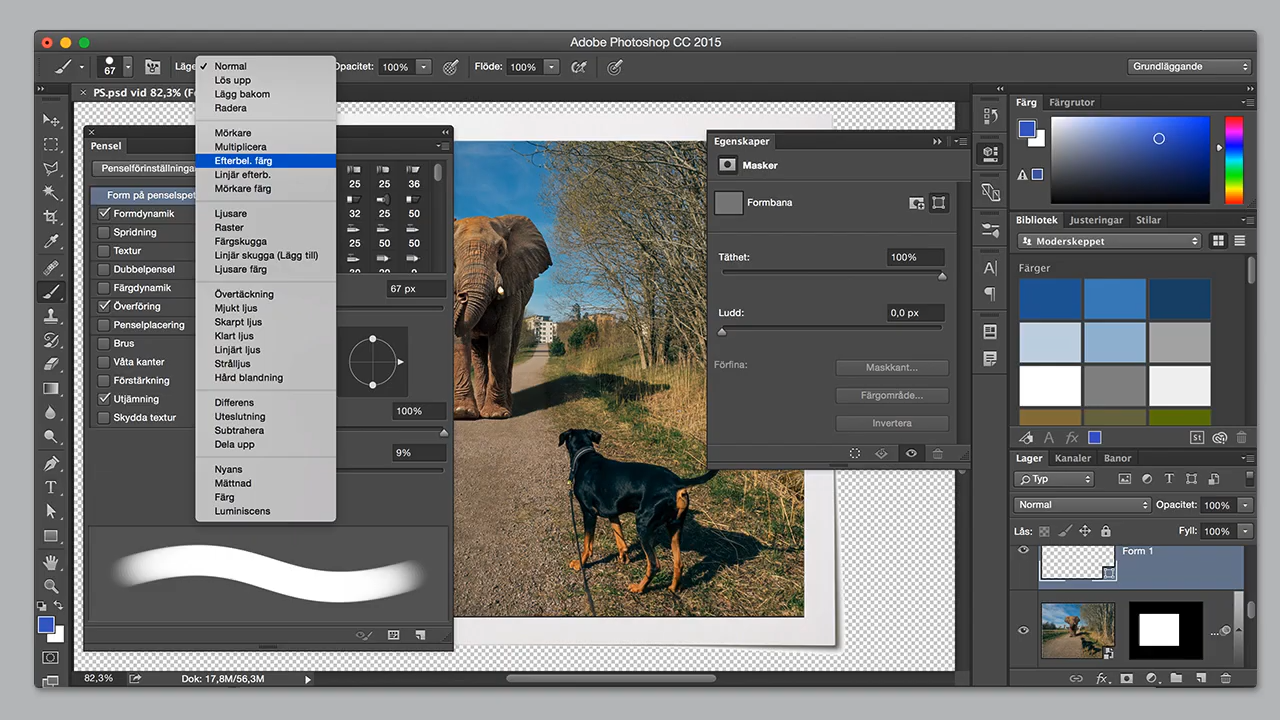 Adobe Photoshop CC 2015
67
Läge
Opacitet: 100%
Flöde: 100%
Grundläggande
PS.psd vid 82,3% (Fo
Normal
Lös upp
Lägg bakom
Radera
Mörkare
Multiplicera
Efterbel. färg
Linjär efterb.
Mörkare färg
Ljusare
Raster
Färgskugga
Linjär skugga (Lägg till)
Ljusare färg
Övertäckning
Mjukt ljus
Skarpt ljus
Klart ljus
Linjärt ljus
Strålljus
Hård blandning
Differens
Uteslutning
Subtrahera
Dela upp
Nyans
Mättnad
Färg
Luminiscens
Pensel
Penselförinställningar
Form på penselspet
Formdynamik
Spridning
Textur
Dubbelpensel
Färgdynamik
Överföring
Penselplacering
Brus
Våta kanter
Förstärkning
Utjämning
Skydda textur
25 25 36
32 25 50
25 50 50
67 px
100%
9%
Egenskaper
Masker
Formbana
Täthet: 100%
Ludd: 0,0 px
Förfina:
Maskkant...
Färgområde...
Invertera
Färg Färgrutor
Bibliotek Justeringar Stilar
Moderskeppet
Färger
A
fx
St
Lager Kanaler Banor
Typ
T
Normal
Opacitet: 100%
Lås:
Fyll: 100%
Form 1
fx
82,3%
Dok: 17,8M/56,3M